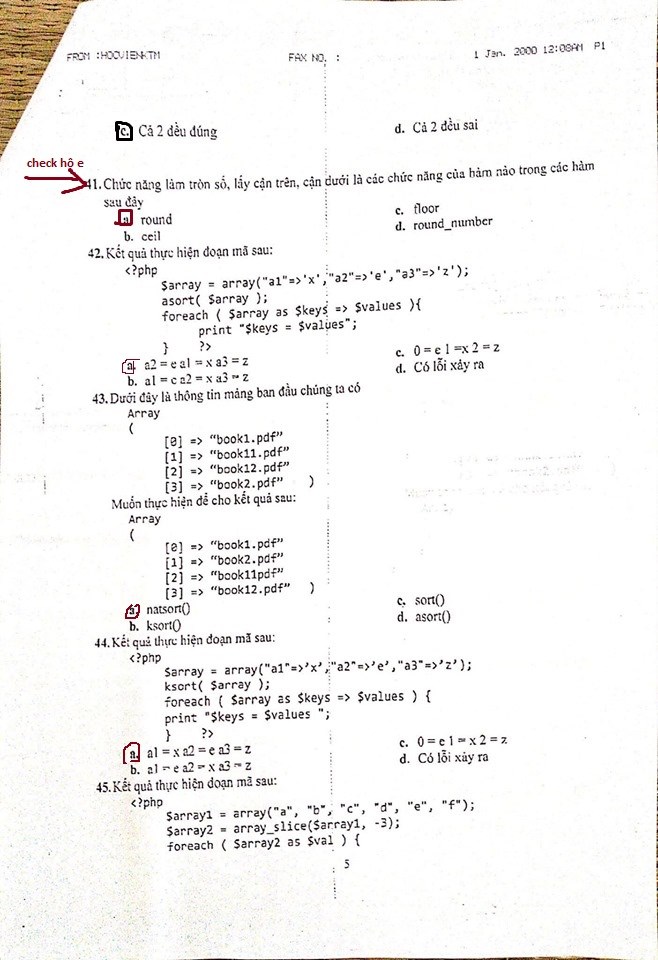 FROM :HOCVIENKTM FAX NO. : 1 Jan. 2000 12:08AM P1
c. Cả 2 đều đúng d. Cả 2 đều sai
check hộ e
41. Chức năng làm tròn số, lấy cận trên, cận dưới là các chức năng của hàm nào trong các hàm
sau đây
a. round c. floor
b. ceil d. round_number
42. Kết quả thực hiện đoạn mã sau:
<?php
$array = array("a1"=>'x',"a2"=>'e',"a3"=>'z');
asort( $array );
foreach ( $array as $keys => $values ){
print "$keys = $values";
} ?>
a. a2 = e a1 = x a3 = z c. 0 = e 1 =x 2 = z
b. a1 = e a2 = x a3 = z d. Có lỗi xảy ra
43. Dưới đây là thông tin mảng ban đầu chúng ta có
Array
(
[0] => "book1.pdf"
[1] => "book11.pdf"
[2] => "book12.pdf"
[3] => "book2.pdf" )
Muốn thực hiện để cho kết quả sau:
Array
(
[0] => "book1.pdf"
[1] => "book2.pdf"
[2] => "book11pdf"
[3] => "book12.pdf" )
a. natsort() c. sort()
b. ksort() d. asort()
44. Kết quả thực hiện đoạn mã sau:
<?php
$array = array("a1"=>'x',"a2"=>'e',"a3"=>'z');
ksort( $array );
foreach ( $array as $keys => $values ) {
print "$keys = $values ";
} ?>
a. a1 = x a2 = e a3 = z c. 0 = e 1 = x 2 = z
b. a1 = e a2 = x a3 = z d. Có lỗi xảy ra
45. Kết quả thực hiện đoạn mã sau:
<?php
$array1 = array("a", "b", "c", "d", "e", "f");
$array2 = array_slice($array1, -3);
foreach ( $array2 as $val ) {
5